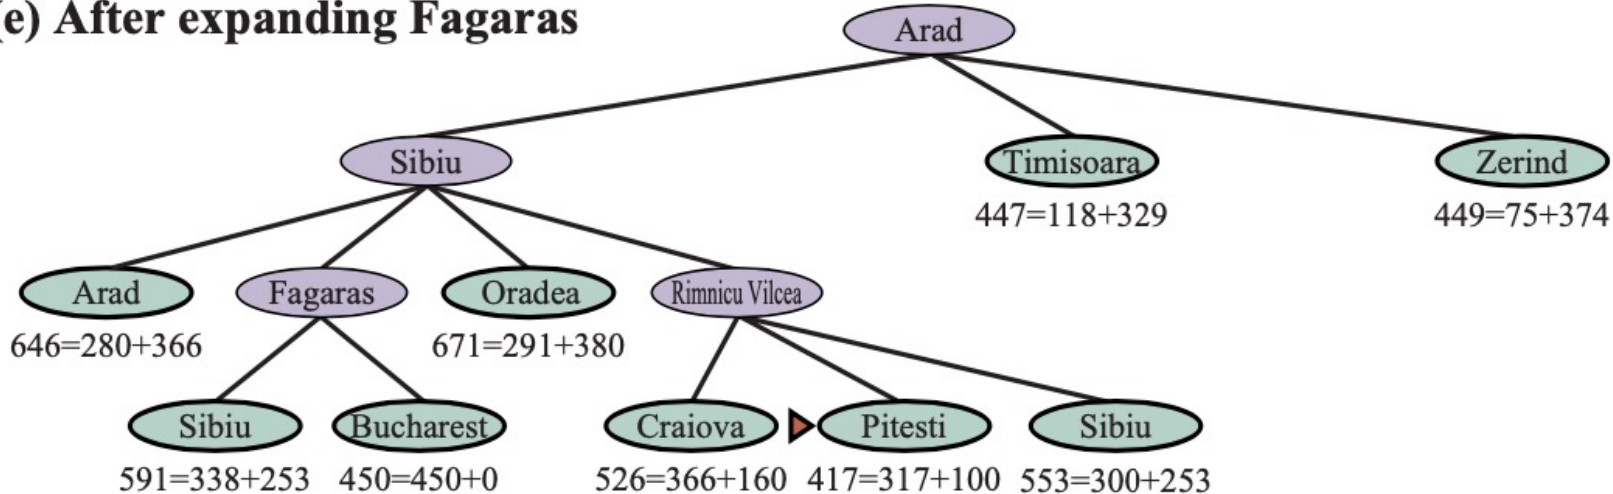 e) After expanding Fagaras
Arad
Sibiu
Timisoara
Zerind
447=118+329
449=75+374
Arad
Fagaras
Oradea
Rimnicu Vilcea
646=280+366
671=291+380
Sibiu
Bucharest
Craiova
Pitesti
Sibiu
591=338+253
450=450+0
526=366+160
417=317+100
553=300+253